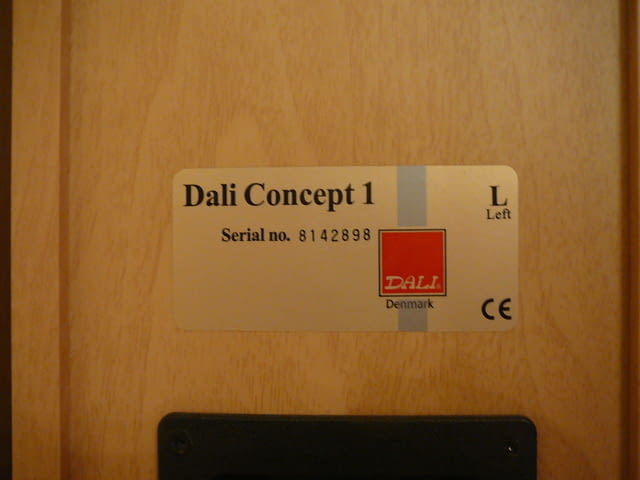 Dali Concept 1
L
Left
Serial no. 8142898
DALI
Denmark
CE